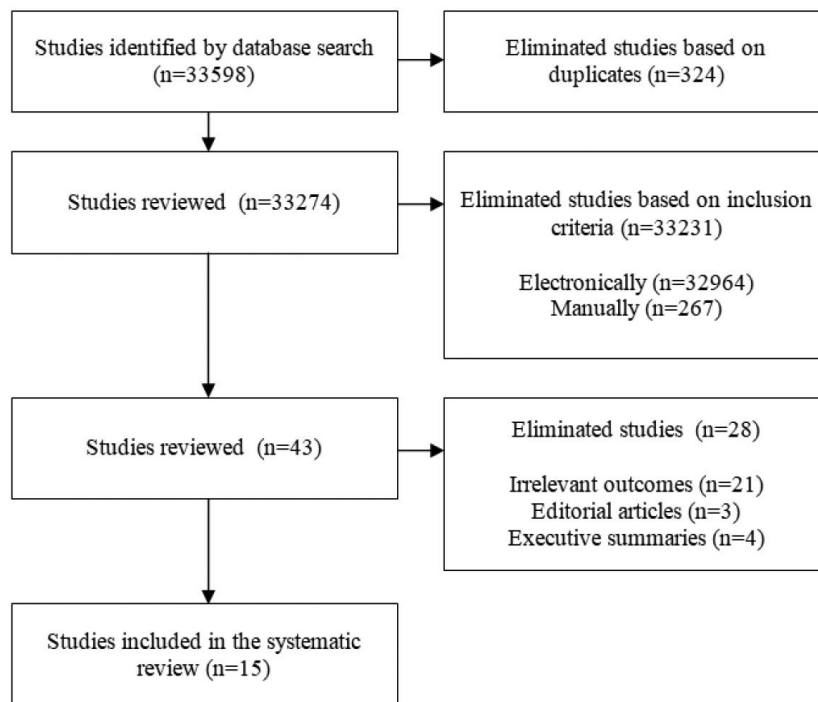 Studies identified by database search
(n=33598)
Eliminated studies based on
duplicates (n=324)
Studies reviewed (n=33274)
Eliminated studies based on inclusion
criteria (n=33231)
Electronically (n=32964)
Manually (n=267)
Studies reviewed (n=43)
Eliminated studies (n=28)
Irrelevant outcomes (n=21)
Editorial articles (n=3)
Executive summaries (n=4)
Studies included in the systematic
review (n=15)